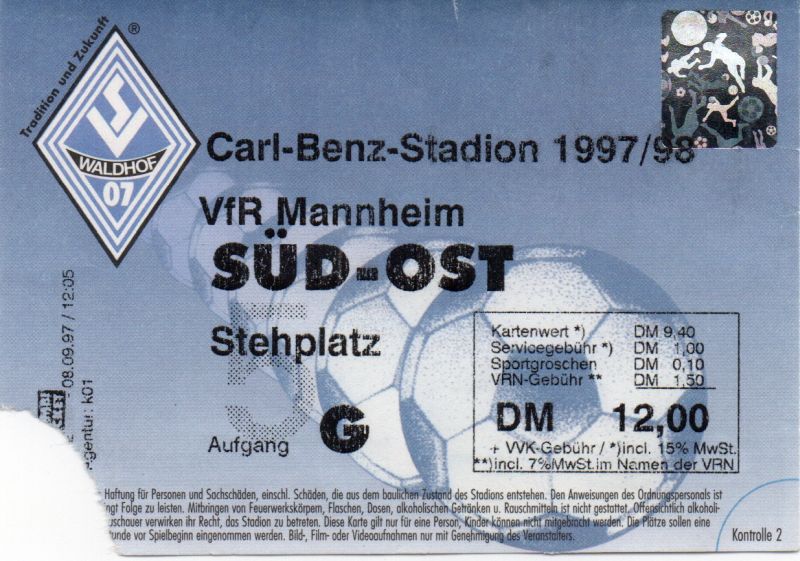 Tradition und Zukunft
®
SV
WALDHOF
07
Carl-Benz-Stadion 1997/98
VfR Mannheim
SÜD-OST
Stehplatz
Aufgang G
08.09.97 / 12:05
gentur: K01
Kartenwert *) DM 9,40
Servicegebühr *) DM 1,00
Sportgroschen DM 0,10
VRN-Gebühr ** DM 1,50
DM 12,00
+ VVK-Gebühr / *)incl. 15% MwSt.
**)incl. 7%MwSt.im Namen der VRN
Haftung für Personen und Sachschäden, einschl. Schäden, die aus dem baulichen Zustand des Stadions entstehen. Den Anweisungen des Ordnungspersonals ist
ngt Folge zu leisten. Mitbringen von Feuerwerkskörpern, Flaschen, Dosen, alkoholischen Getränken u. Rauschmitteln ist nicht gestattet. Offensichtlich alkoholi-
uschauer verwirken ihr Recht, das Stadion zu betreten. Diese Karte gilt nur für eine Person, Kinder können nicht mitgebracht werden. Die Plätze sollen eine
unde vor Spielbeginn eingenommen werden. Bild-, Film- oder Videoaufnahmen nur mit Genehmigung des Veranstalters.
Kontrolle 2